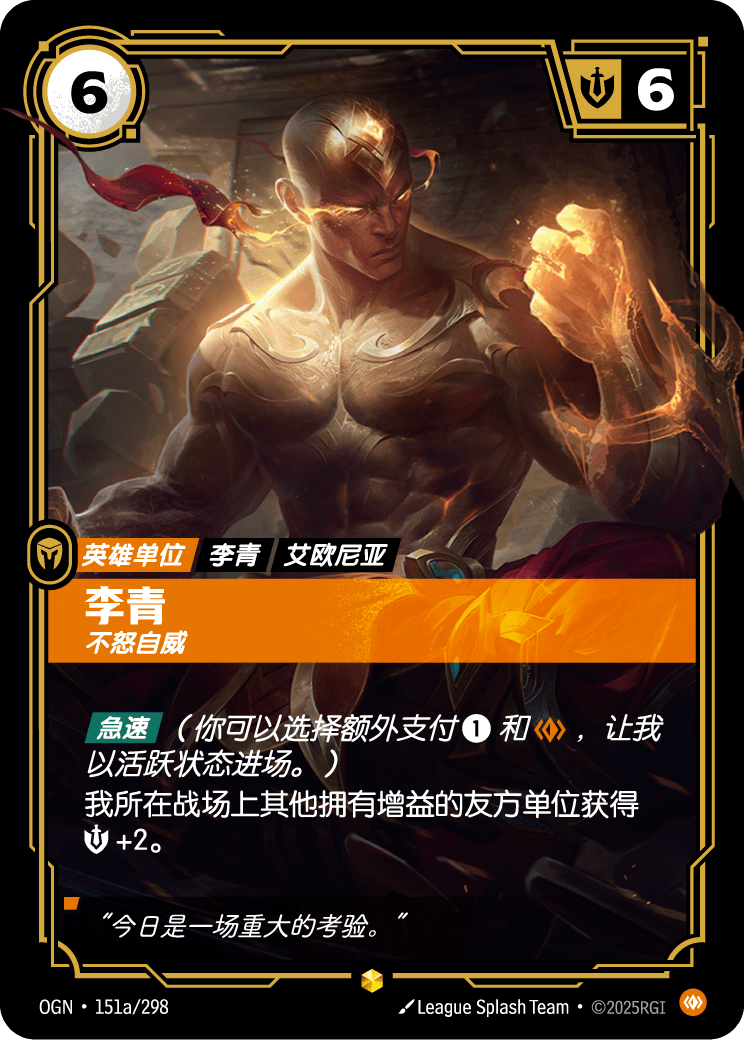 6
6
英雄单位 李青 艾欧尼亚
李青
不怒自威
急速 （你可以选择额外支付1和，让我
以活跃状态进场。）
我所在战场上其他拥有增益的友方单位获得
+2。
“今日是一场重大的考验。”
OGN • 151a/298 League Splash Team • ©2025RGI